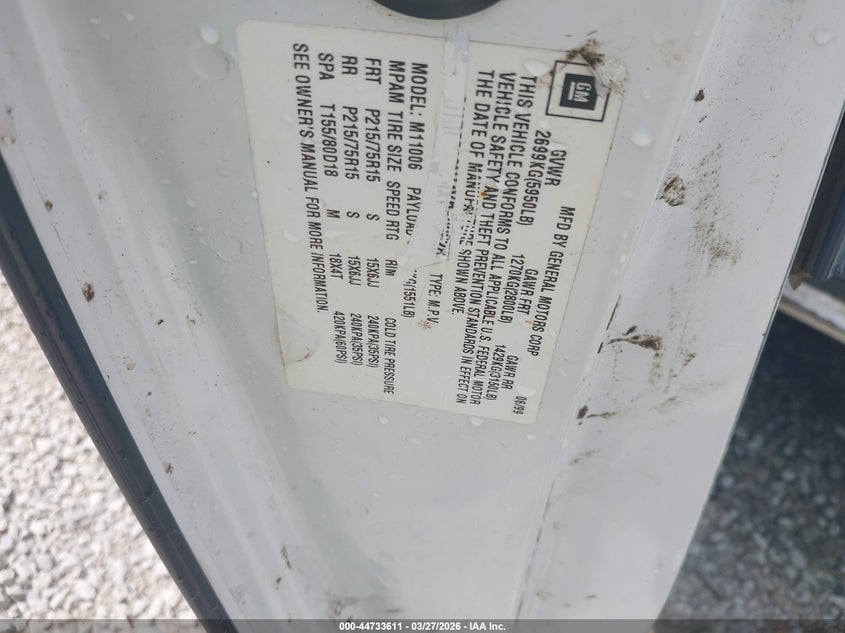 GM
MFD BY GENERAL MOTORS CORP
06/99
GVWR GAWR FRT GAWR RR
2699KG(5950LB) 1270KG(2800LB) 1429KG(3150LB)
THIS VEHICLE CONFORMS TO ALL APPLICABLE U.S. FEDERAL MOTOR
VEHICLE SAFETY AND THEFT PREVENTION STANDARDS IN EFFECT ON
THE DATE OF MANUFACTURE SHOWN ABOVE.
TYPE: M.P.V.
MODEL: M11006 PAYLOAD KG(1551LB)
MPAM TIRE SIZE SPEED RTG RIM COLD TIRE PRESSURE
FRT P215/75R15 S 15X6JJ 240KPA(35PSI)
RR P215/75R15 S 15X6JJ 240KPA(35PSI)
SPA T155/80D18 M 18X4T 420KPA(60PSI)
SEE OWNER'S MANUAL FOR MORE INFORMATION.
000-44733611 — 03/27/2026 — IAA Inc.